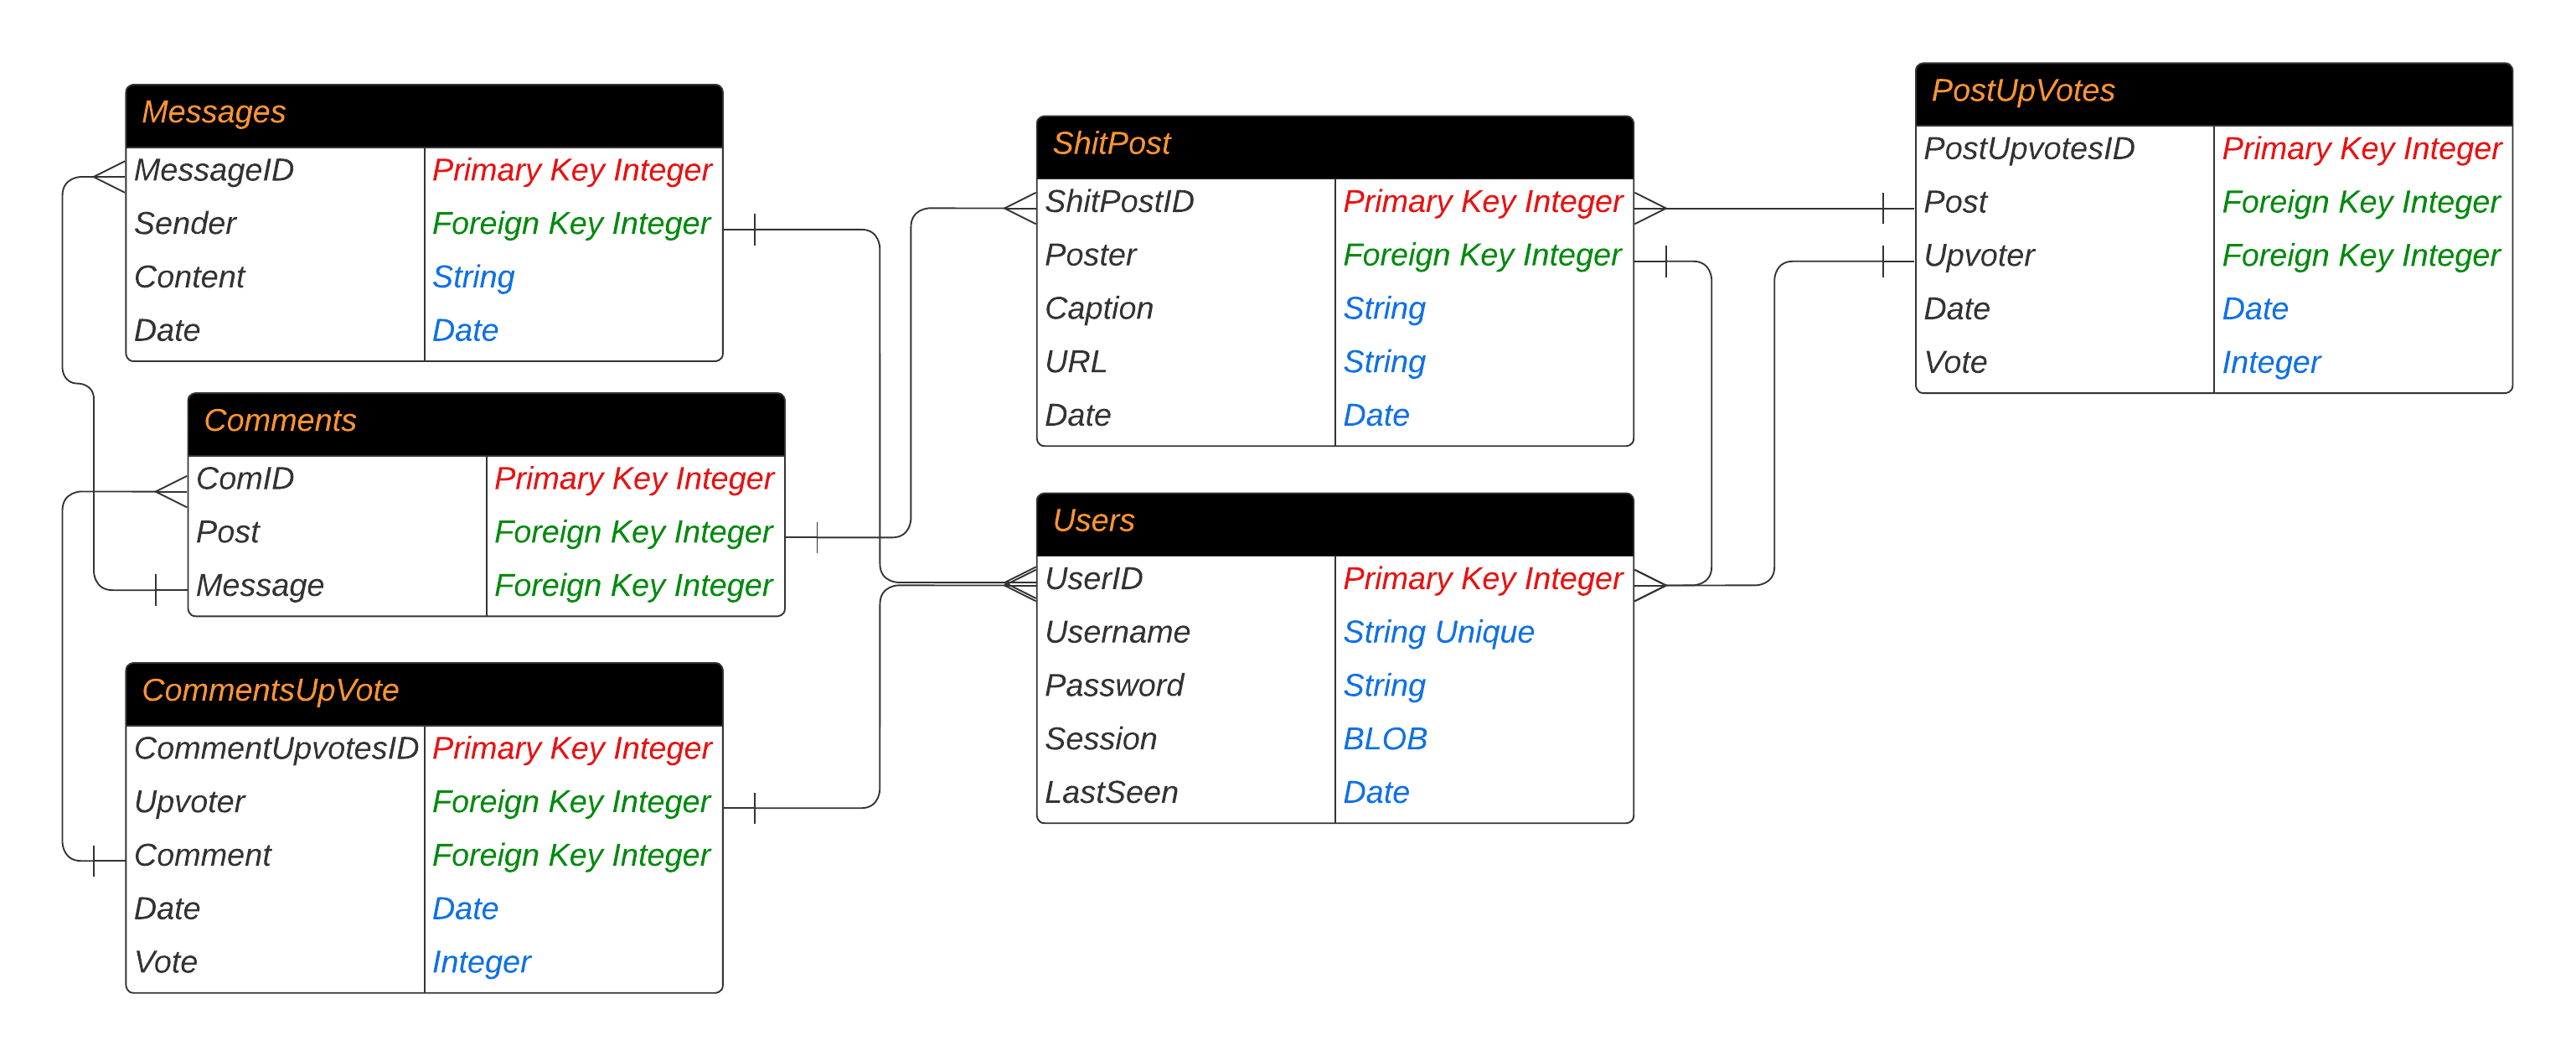 Messages
MessageID Primary Key Integer
Sender Foreign Key Integer
Content String
Date Date
Comments
ComID Primary Key Integer
Post Foreign Key Integer
Message Foreign Key Integer
CommentsUpVote
CommentUpvotesID Primary Key Integer
Upvoter Foreign Key Integer
Comment Foreign Key Integer
Date Date
Vote Integer
ShitPost
ShitPostID Primary Key Integer
Poster Foreign Key Integer
Caption String
URL String
Date Date
Users
UserID Primary Key Integer
Username String Unique
Password String
Session BLOB
LastSeen Date
PostUpVotes
PostUpvotesID Primary Key Integer
Post Foreign Key Integer
Upvoter Foreign Key Integer
Date Date
Vote Integer